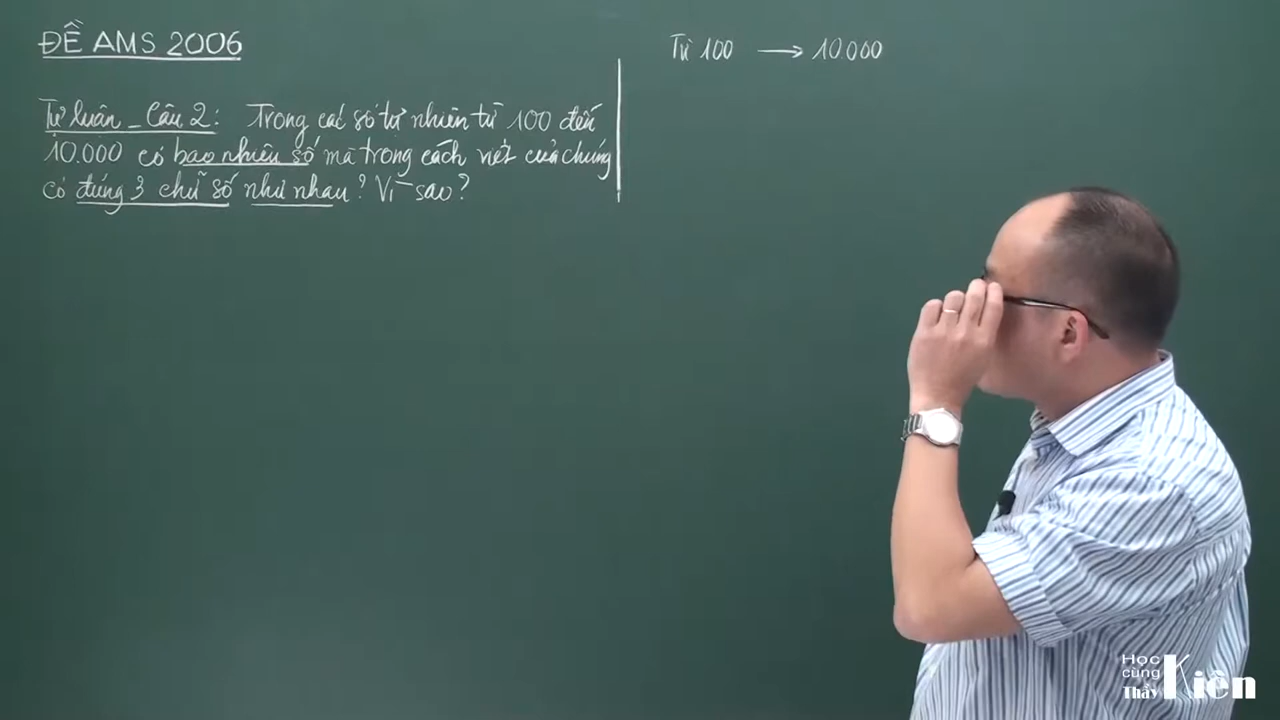 ĐỀ AMS 2006
Tự luận - Câu 2: Trong các số tự nhiên từ 100 đến
10.000 có bao nhiêu số mà trong cách viết của chúng
có đúng 3 chữ số như nhau? Vì sao?
Từ 100 → 10.000
Học
cùng
Thầy Kiên